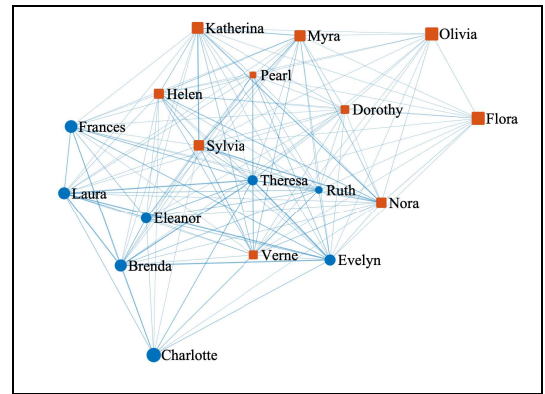 Katherina
Myra
Olivia
Pearl
Helen
Dorothy
Flora
Frances
Sylvia
Theresa
Ruth
Laura
Nora
Eleanor
Verne
Evelyn
Brenda
Charlotte